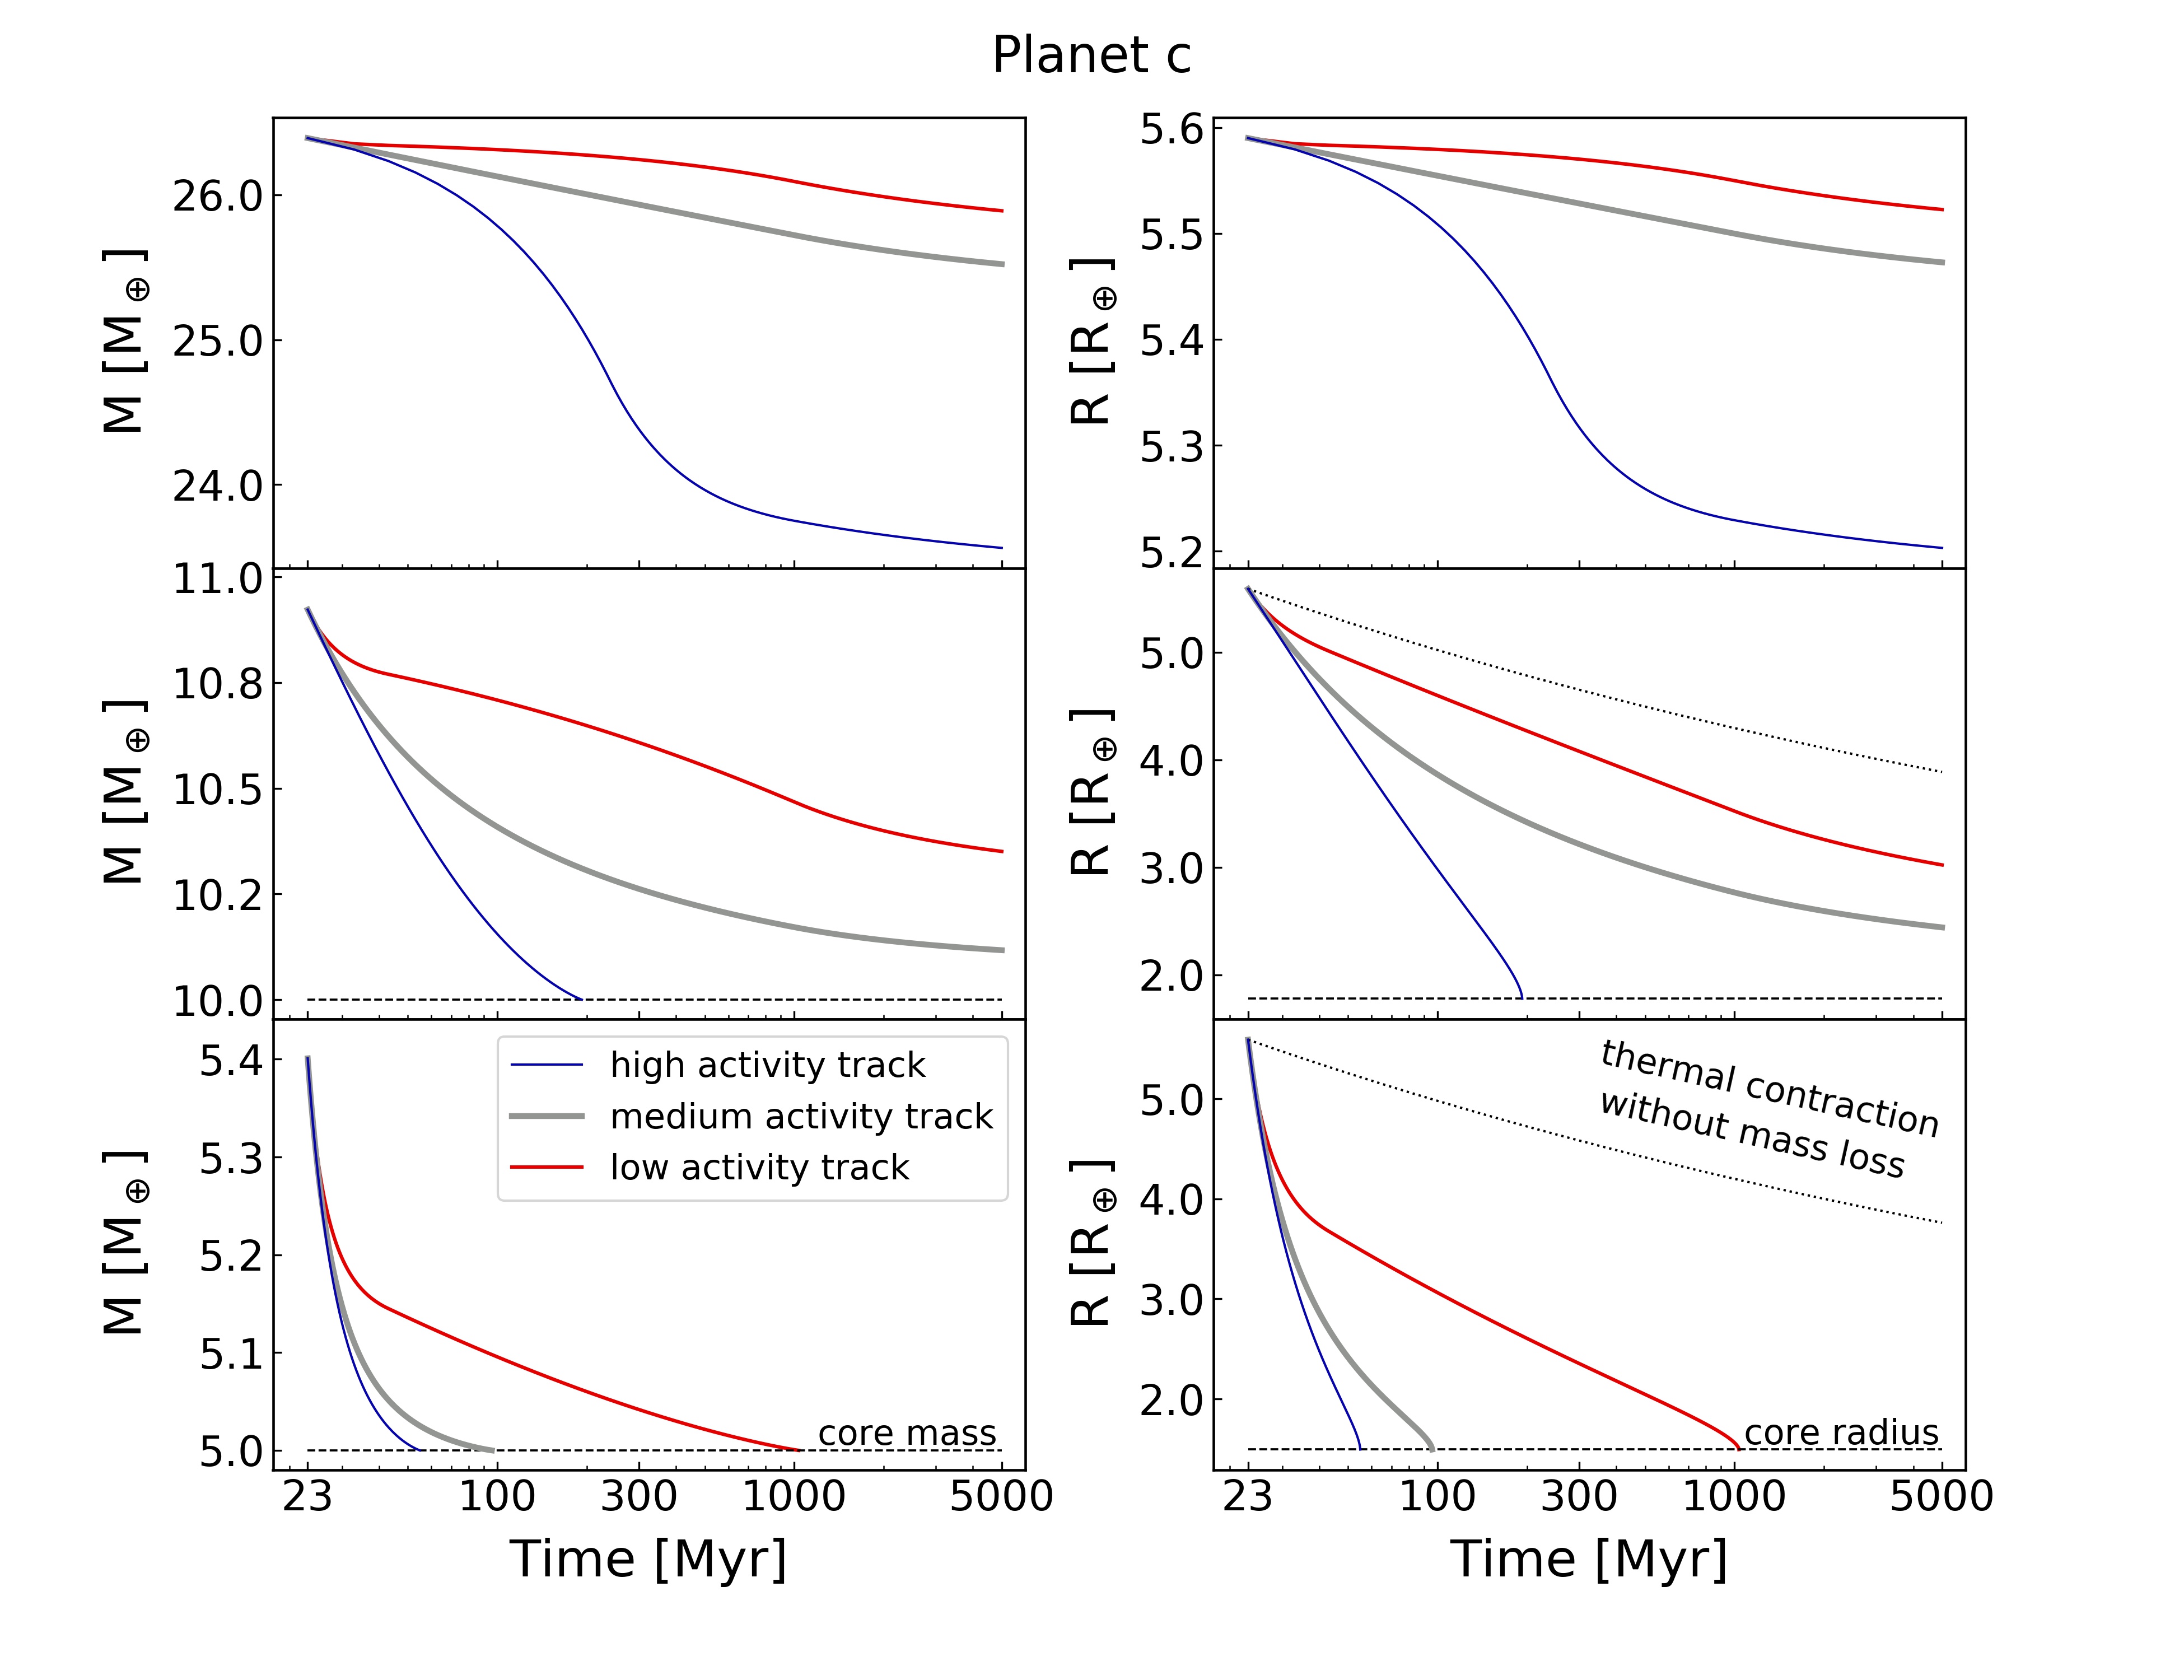 Planet c
26.0
25.0
24.0
M [M⊕]
5.6
5.5
5.4
5.3
5.2
R [R⊕]
11.0
10.8
10.5
10.2
10.0
M [M⊕]
5.0
4.0
3.0
2.0
R [R⊕]
5.4
5.3
5.2
5.1
5.0
M [M⊕]
high activity track
medium activity track
low activity track
core mass
23 100 300 1000 5000
Time [Myr]
5.0
4.0
3.0
2.0
R [R⊕]
thermal contraction
without mass loss
core radius
23 100 300 1000 5000
Time [Myr]